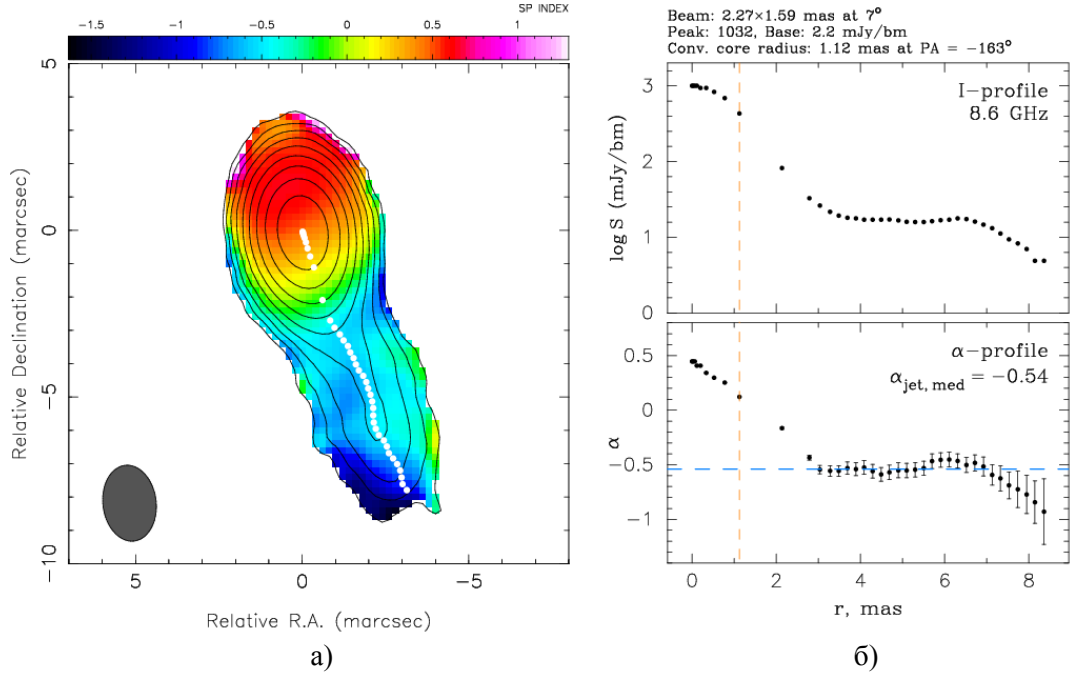 SP INDEX
−1.5 −1 −0.5 0 0.5 1
5
0
−5
−10
Relative Declination (marcsec)
5 0 −5
Relative R.A. (marcsec)
а)
Beam: 2.27×1.59 mas at 7°
Peak: 1032, Base: 2.2 mJy/bm
Conv. core radius: 1.12 mas at PA = −163°
I−profile
8.6 GHz
3
2
1
0
log S (mJy/bm)
α−profile
α jet, med = −0.54
0.5
0
−0.5
−1
α
0 2 4 6 8
r, mas
б)